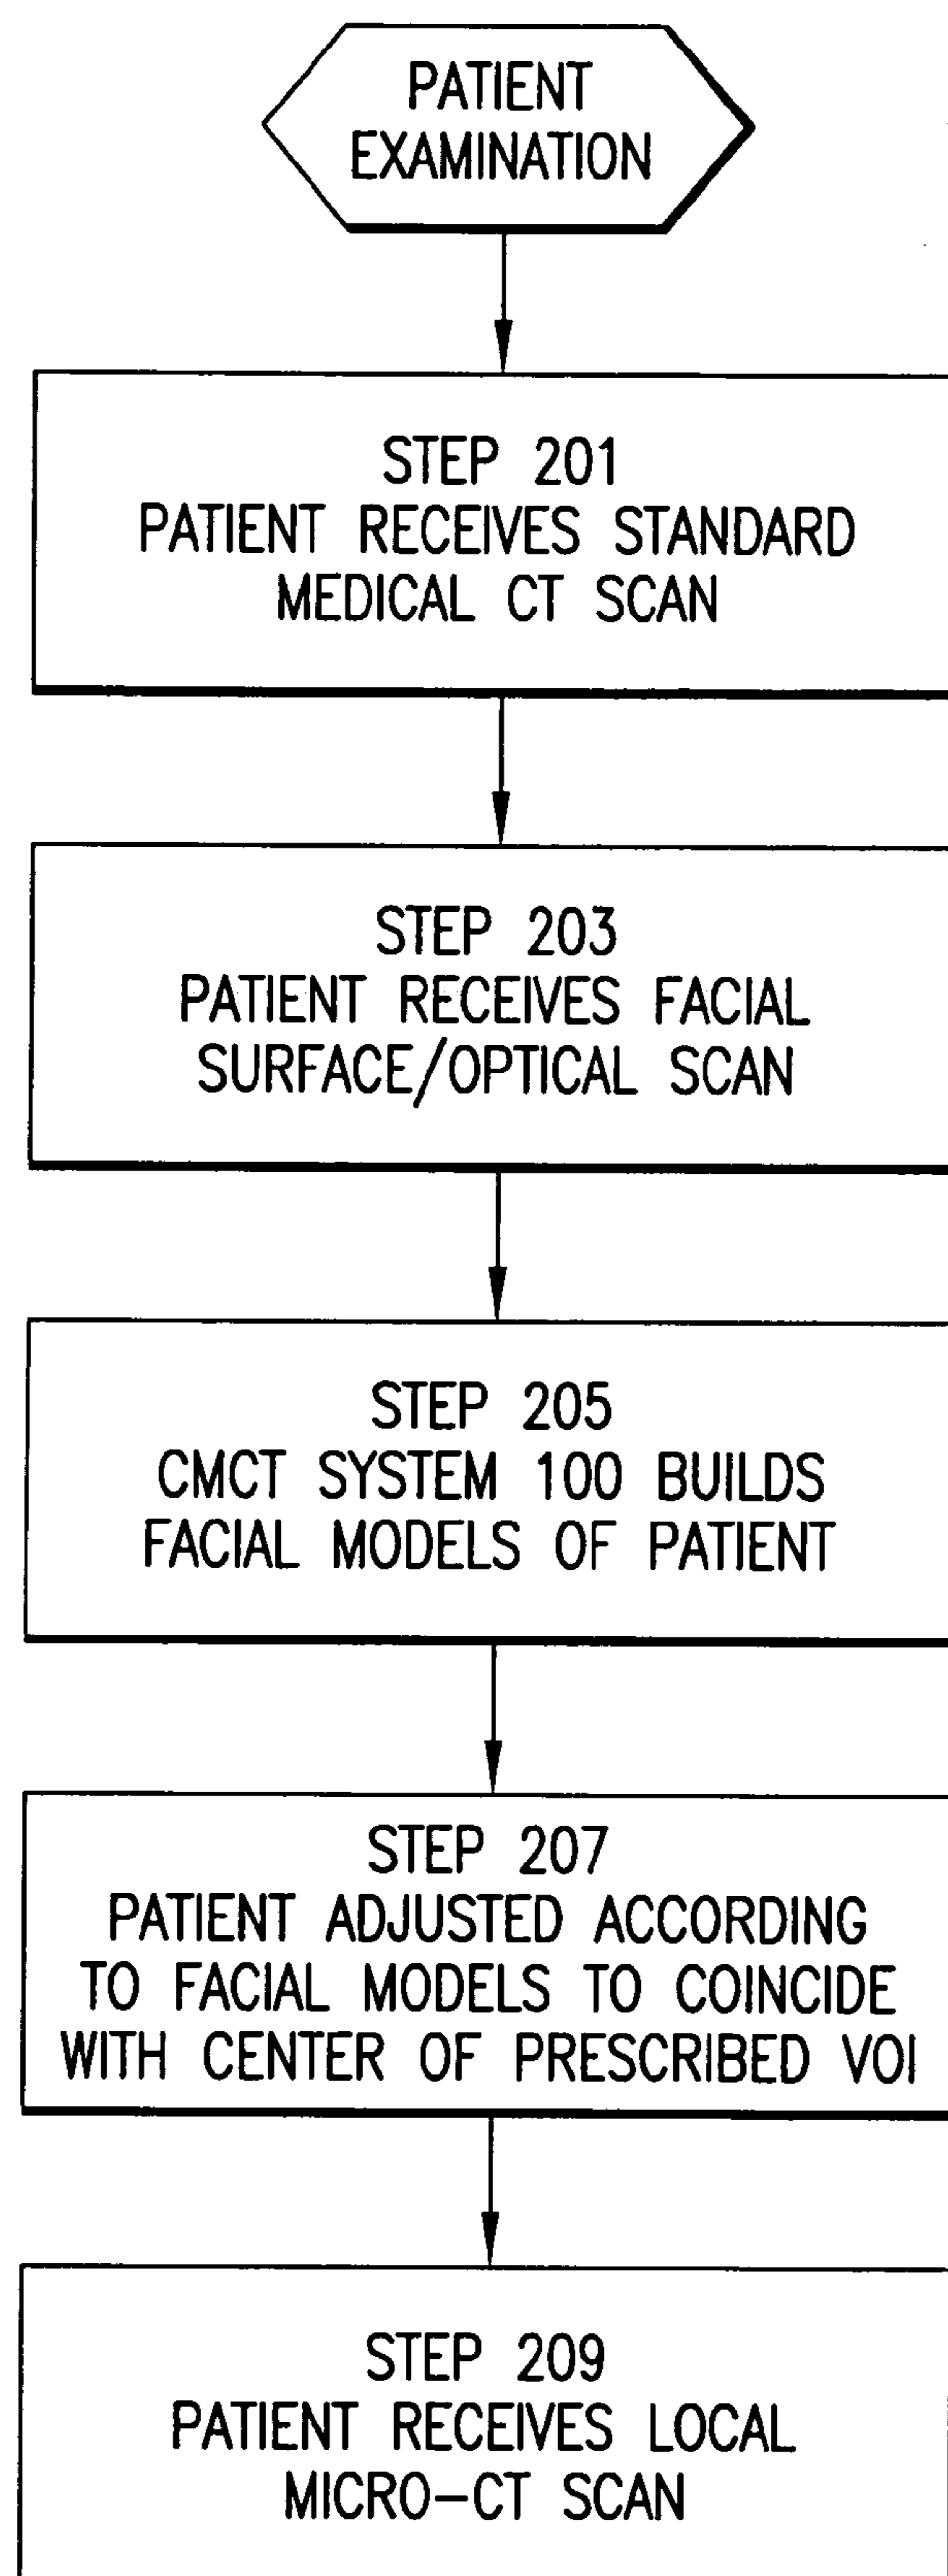 PATIENT
EXAMINATION
STEP 201
PATIENT RECEIVES STANDARD
MEDICAL CT SCAN
STEP 203
PATIENT RECEIVES FACIAL
SURFACE/OPTICAL SCAN
STEP 205
CMCT SYSTEM 100 BUILDS
FACIAL MODELS OF PATIENT
STEP 207
PATIENT ADJUSTED ACCORDING
TO FACIAL MODELS TO COINCIDE
WITH CENTER OF PRESCRIBED VOI
STEP 209
PATIENT RECEIVES LOCAL
MICRO-CT SCAN